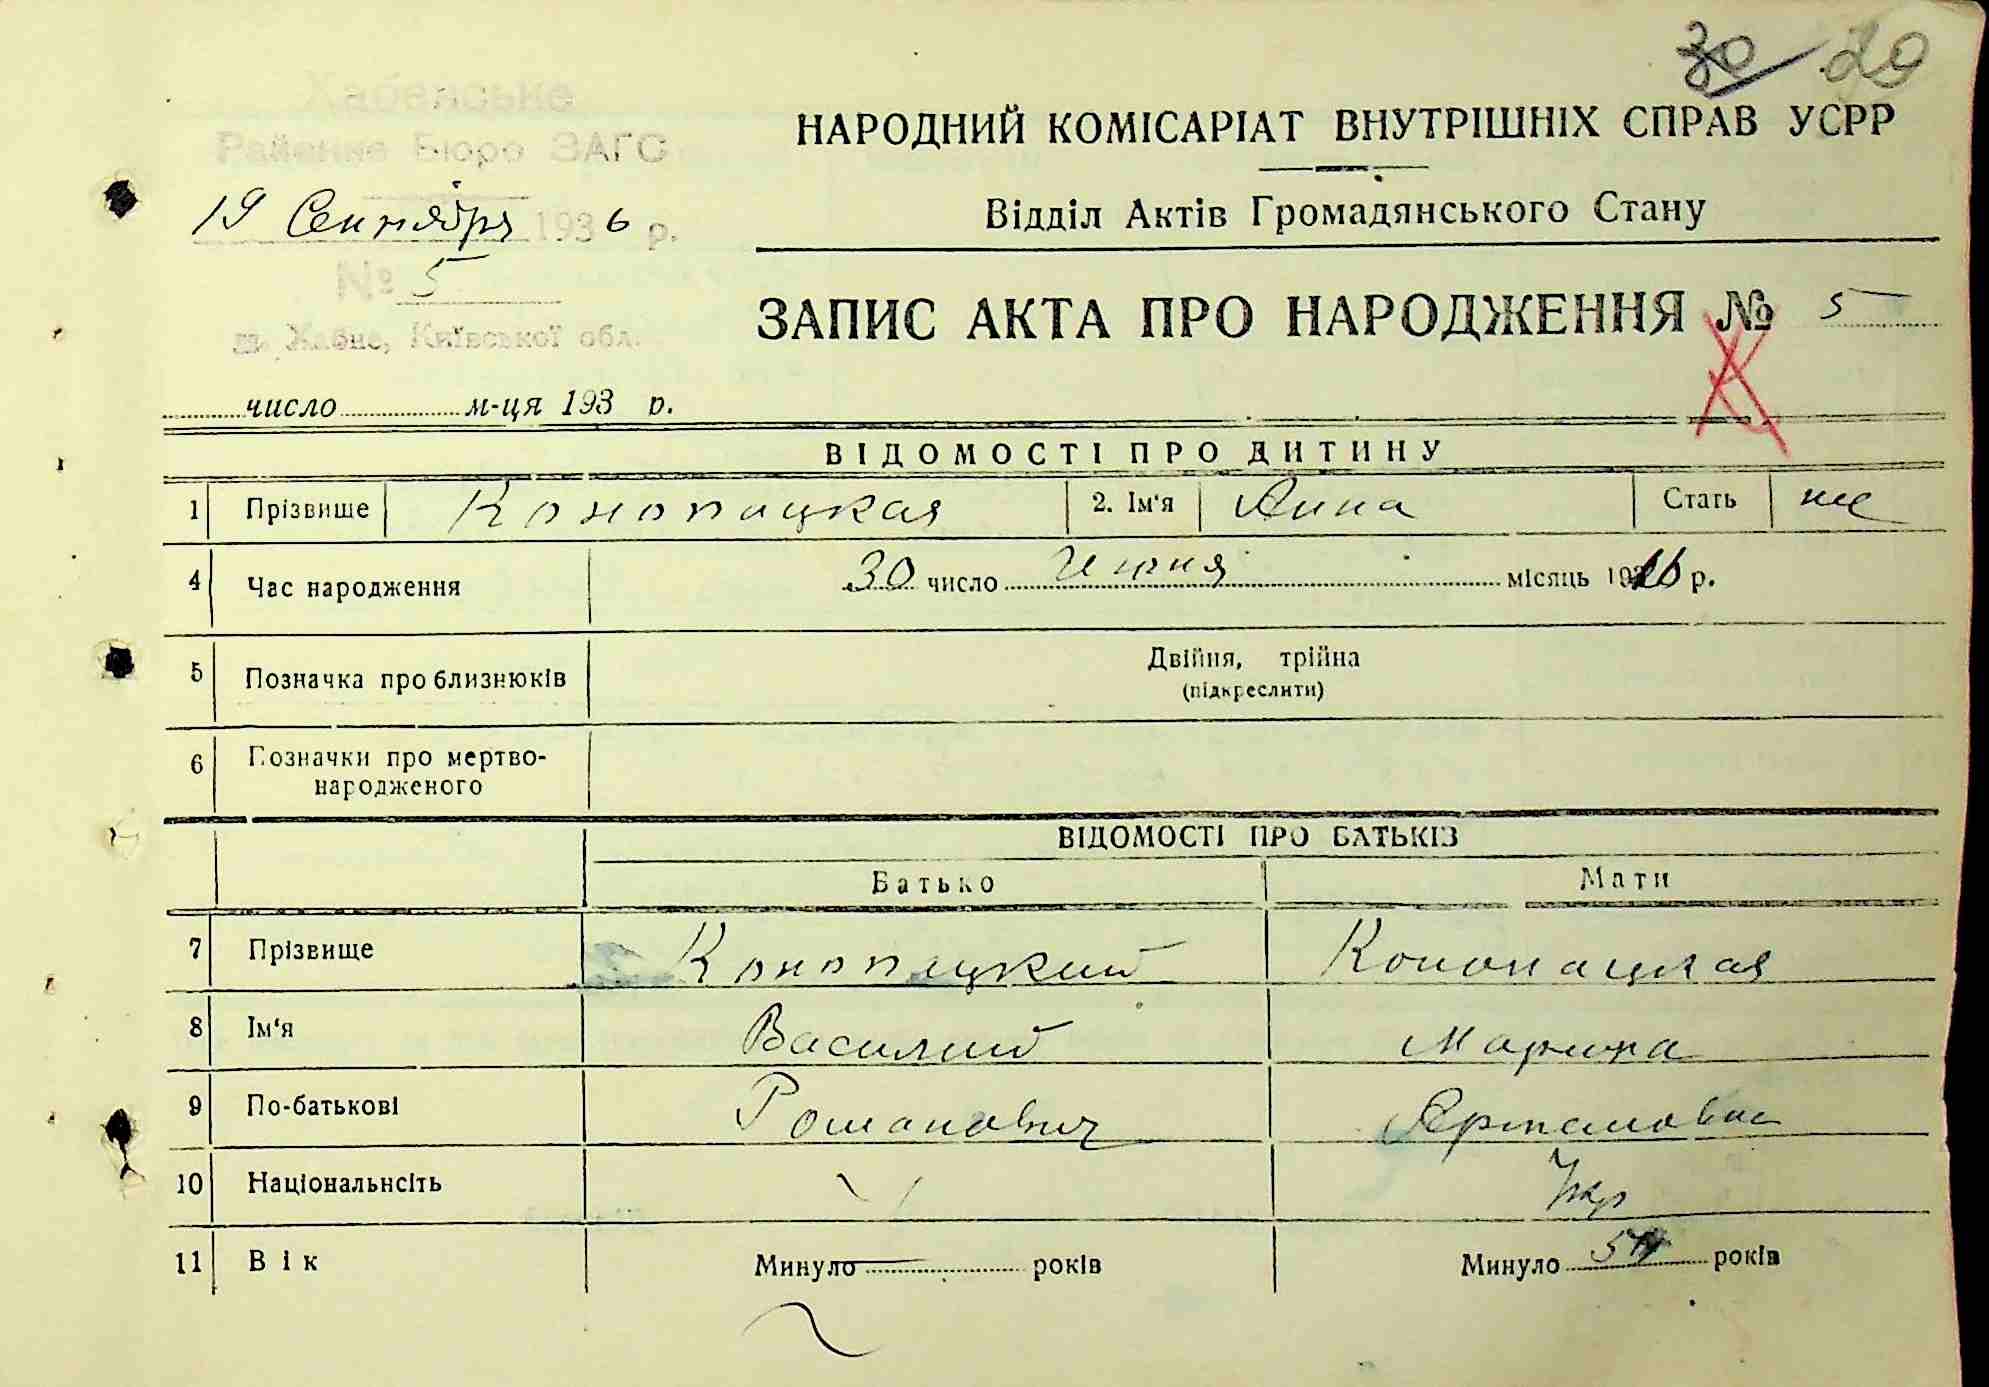 30 29
Хабенське
Районне Бюро ЗАГС
19 Сентября 1936 р.
№ 5
Хабне, Київської обл.
НАРОДНИЙ КОМІСАРІАТ ВНУТРІШНІХ СПРАВ УСРР
Відділ Актів Громадянського Стану
ЗАПИС АКТА ПРО НАРОДЖЕННЯ № 5
число м-ця 193 р.
ВІДОМОСТІ ПРО ДИТИНУ
1 Прізвище Конопацкая 2. Ім'я Анна Стать же
4 Час народження 30 число Июня місяць 1916 р.
5 Позначка про близнюків Двійня, трійна
(підкреслити)
6 Позначки про мертво-
народженого
ВІДОМОСТІ ПРО БАТЬКІВ
Батько Мати
7 Прізвище Конопацкий Конопацкая
8 Ім'я Василий Марина
9 По-батькові Романович Артемовна
10 Національнсіть Укр
11 Вік Минуло років Минуло 54 років